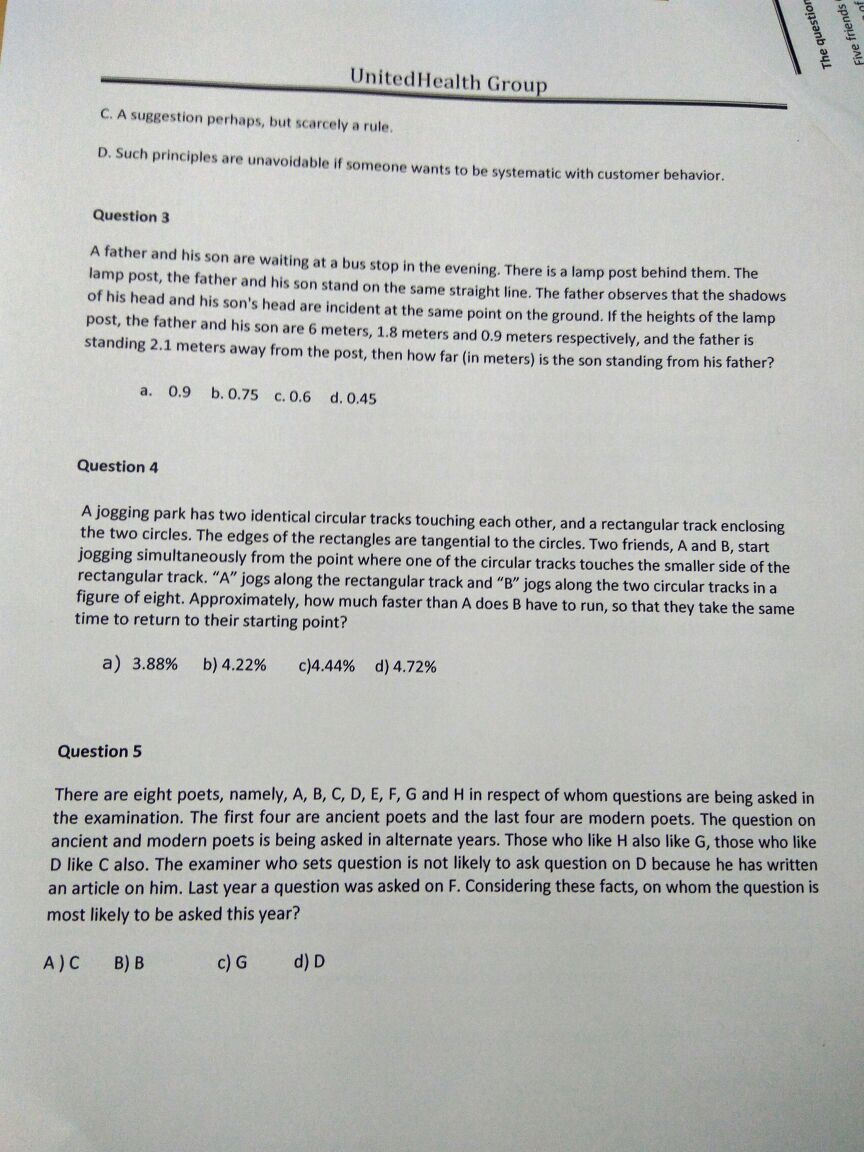 The question
Five friends
of
UnitedHealth Group
C. A suggestion perhaps, but scarcely a rule.
D. Such principles are unavoidable if someone wants to be systematic with customer behavior.
Question 3
A father and his son are waiting at a bus stop in the evening. There is a lamp post behind them. The
lamp post, the father and his son stand on the same straight line. The father observes that the shadows
of his head and his son's head are incident at the same point on the ground. If the heights of the lamp
post, the father and his son are 6 meters, 1.8 meters and 0.9 meters respectively, and the father is
standing 2.1 meters away from the post, then how far (in meters) is the son standing from his father?
a. 0.9 b. 0.75 c. 0.6 d. 0.45
Question 4
A jogging park has two identical circular tracks touching each other, and a rectangular track enclosing
the two circles. The edges of the rectangles are tangential to the circles. Two friends, A and B, start
jogging simultaneously from the point where one of the circular tracks touches the smaller side of the
rectangular track. "A" jogs along the rectangular track and "B" jogs along the two circular tracks in a
figure of eight. Approximately, how much faster than A does B have to run, so that they take the same
time to return to their starting point?
a) 3.88% b) 4.22% c)4.44% d) 4.72%
Question 5
There are eight poets, namely, A, B, C, D, E, F, G and H in respect of whom questions are being asked in
the examination. The first four are ancient poets and the last four are modern poets. The question on
ancient and modern poets is being asked in alternate years. Those who like H also like G, those who like
D like C also. The examiner who sets question is not likely to ask question on D because he has written
an article on him. Last year a question was asked on F. Considering these facts, on whom the question is
most likely to be asked this year?
A) C B) B c) G d) D